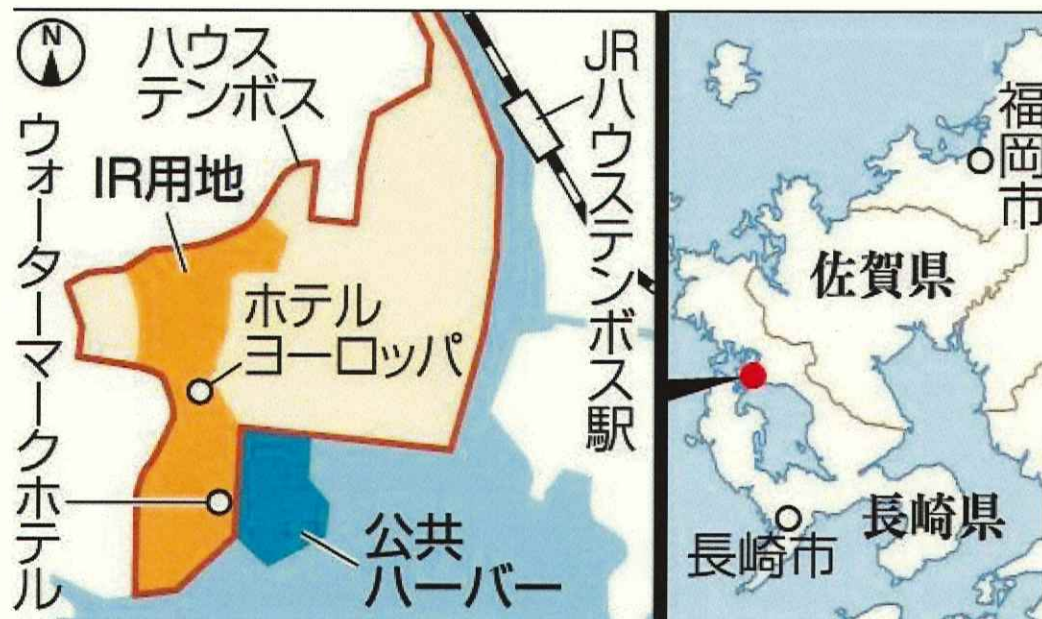 N
ハウス
テンボス
IR用地
ウォーターマークホテル
ホテル
ヨーロッパ
公共
ハーバー
JRハウステンボス駅
福岡市
佐賀県
長崎県
長崎市